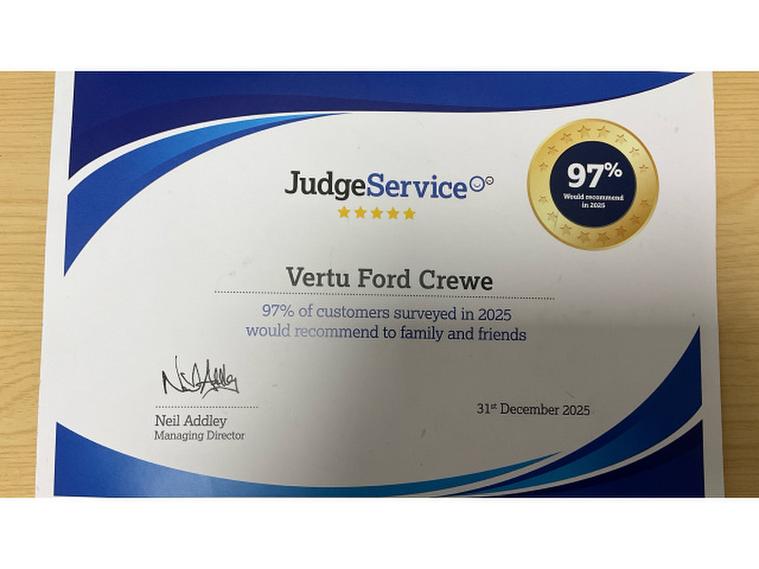 JudgeService
97%
Would recommend
in 2025
Vertu Ford Crewe
97% of customers surveyed in 2025
would recommend to family and friends
Neil Addley
Managing Director
31st December 2025